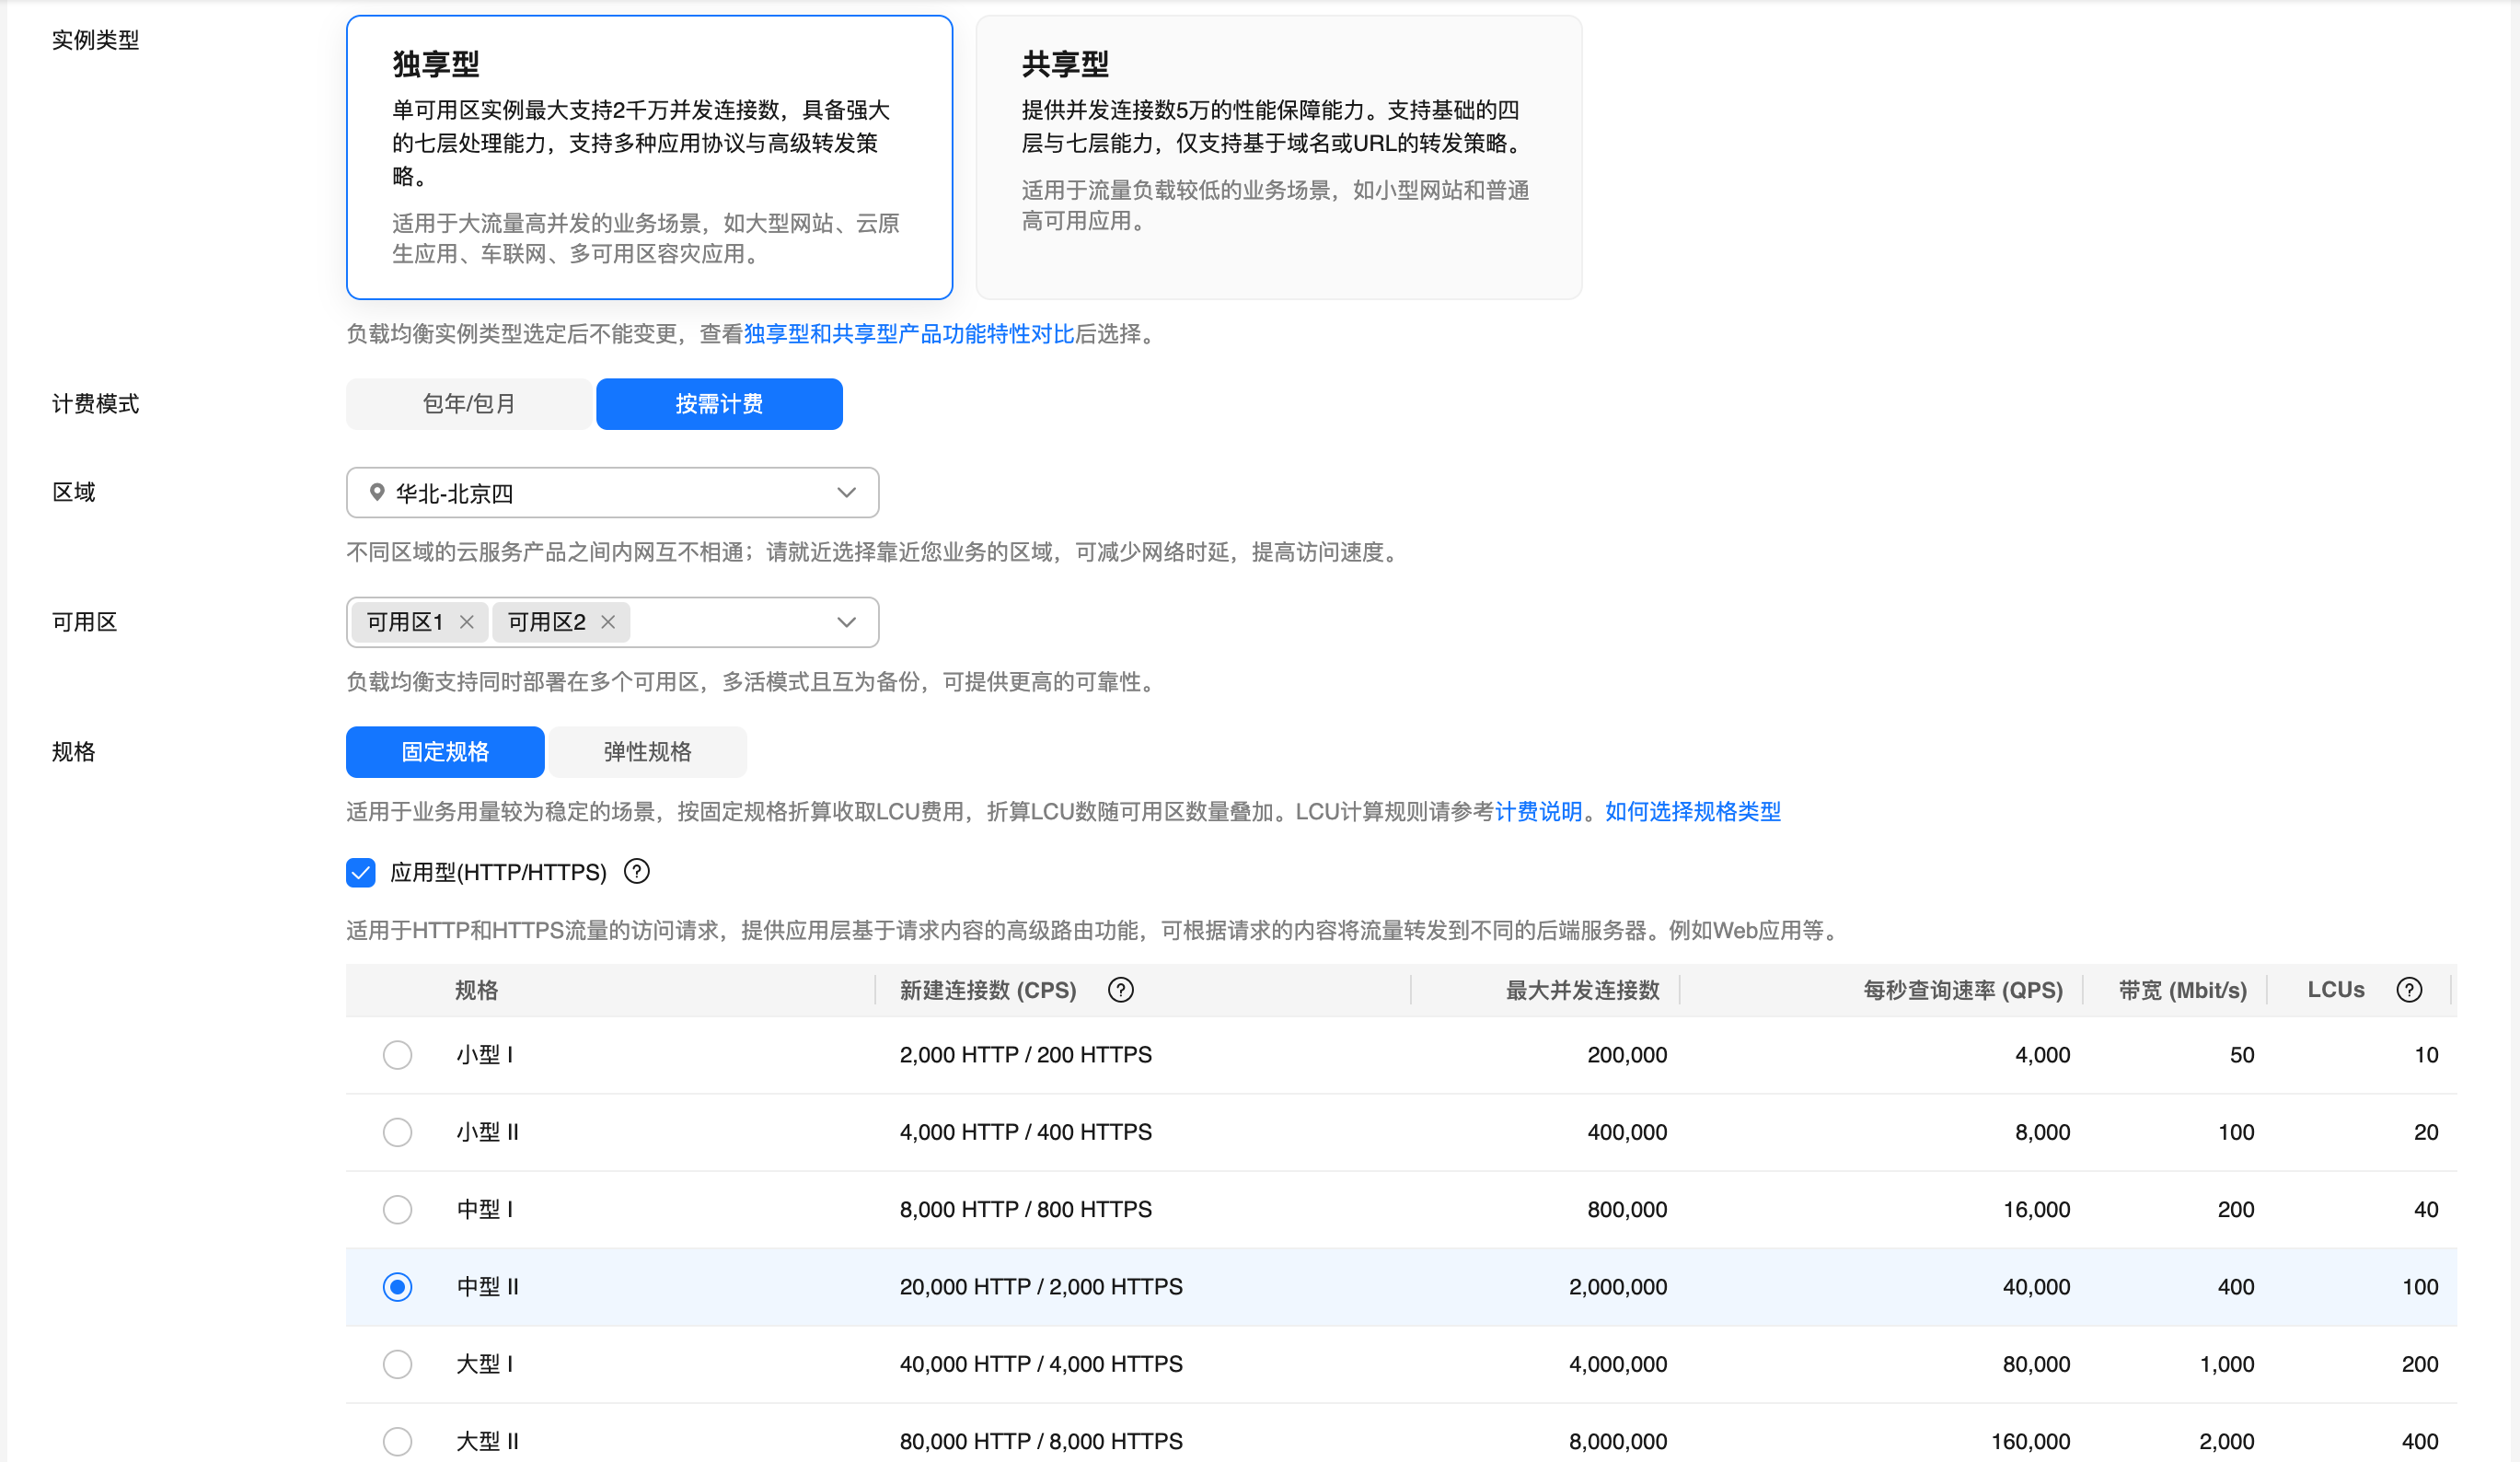 实例类型
独享型
单可用区实例最大支持2千万并发连接数，具备强大
的七层处理能力，支持多种应用协议与高级转发策
略。
适用于大流量高并发的业务场景，如大型网站、云原
生应用、车联网、多可用区容灾应用。
共享型
提供并发连接数5万的性能保障能力。支持基础的四
层与七层能力，仅支持基于域名或URL的转发策略。
适用于流量负载较低的业务场景，如小型网站和普通
高可用应用。
负载均衡实例类型选定后不能变更，查看独享型和共享型产品功能特性对比后选择。
计费模式
包年/包月 按需计费
区域
华北-北京四
不同区域的云服务产品之间内网互不相通；请就近选择靠近您业务的区域，可减少网络时延，提高访问速度。
可用区
可用区1 可用区2
负载均衡支持同时部署在多个可用区，多活模式且互为备份，可提供更高的可靠性。
规格
固定规格 弹性规格
适用于业务用量较为稳定的场景，按固定规格折算收取LCU费用，折算LCU数随可用区数量叠加。LCU计算规则请参考计费说明。如何选择规格类型
应用型(HTTP/HTTPS)
适用于HTTP和HTTPS流量的访问请求，提供应用层基于请求内容的高级路由功能，可根据请求的内容将流量转发到不同的后端服务器。例如Web应用等。
规格 新建连接数 (CPS) 最大并发连接数 每秒查询速率 (QPS) 带宽 (Mbit/s) LCUs
小型 I 2,000 HTTP / 200 HTTPS 200,000 4,000 50 10
小型 II 4,000 HTTP / 400 HTTPS 400,000 8,000 100 20
中型 I 8,000 HTTP / 800 HTTPS 800,000 16,000 200 40
中型 II 20,000 HTTP / 2,000 HTTPS 2,000,000 40,000 400 100
大型 I 40,000 HTTP / 4,000 HTTPS 4,000,000 80,000 1,000 200
大型 II 80,000 HTTP / 8,000 HTTPS 8,000,000 160,000 2,000 400